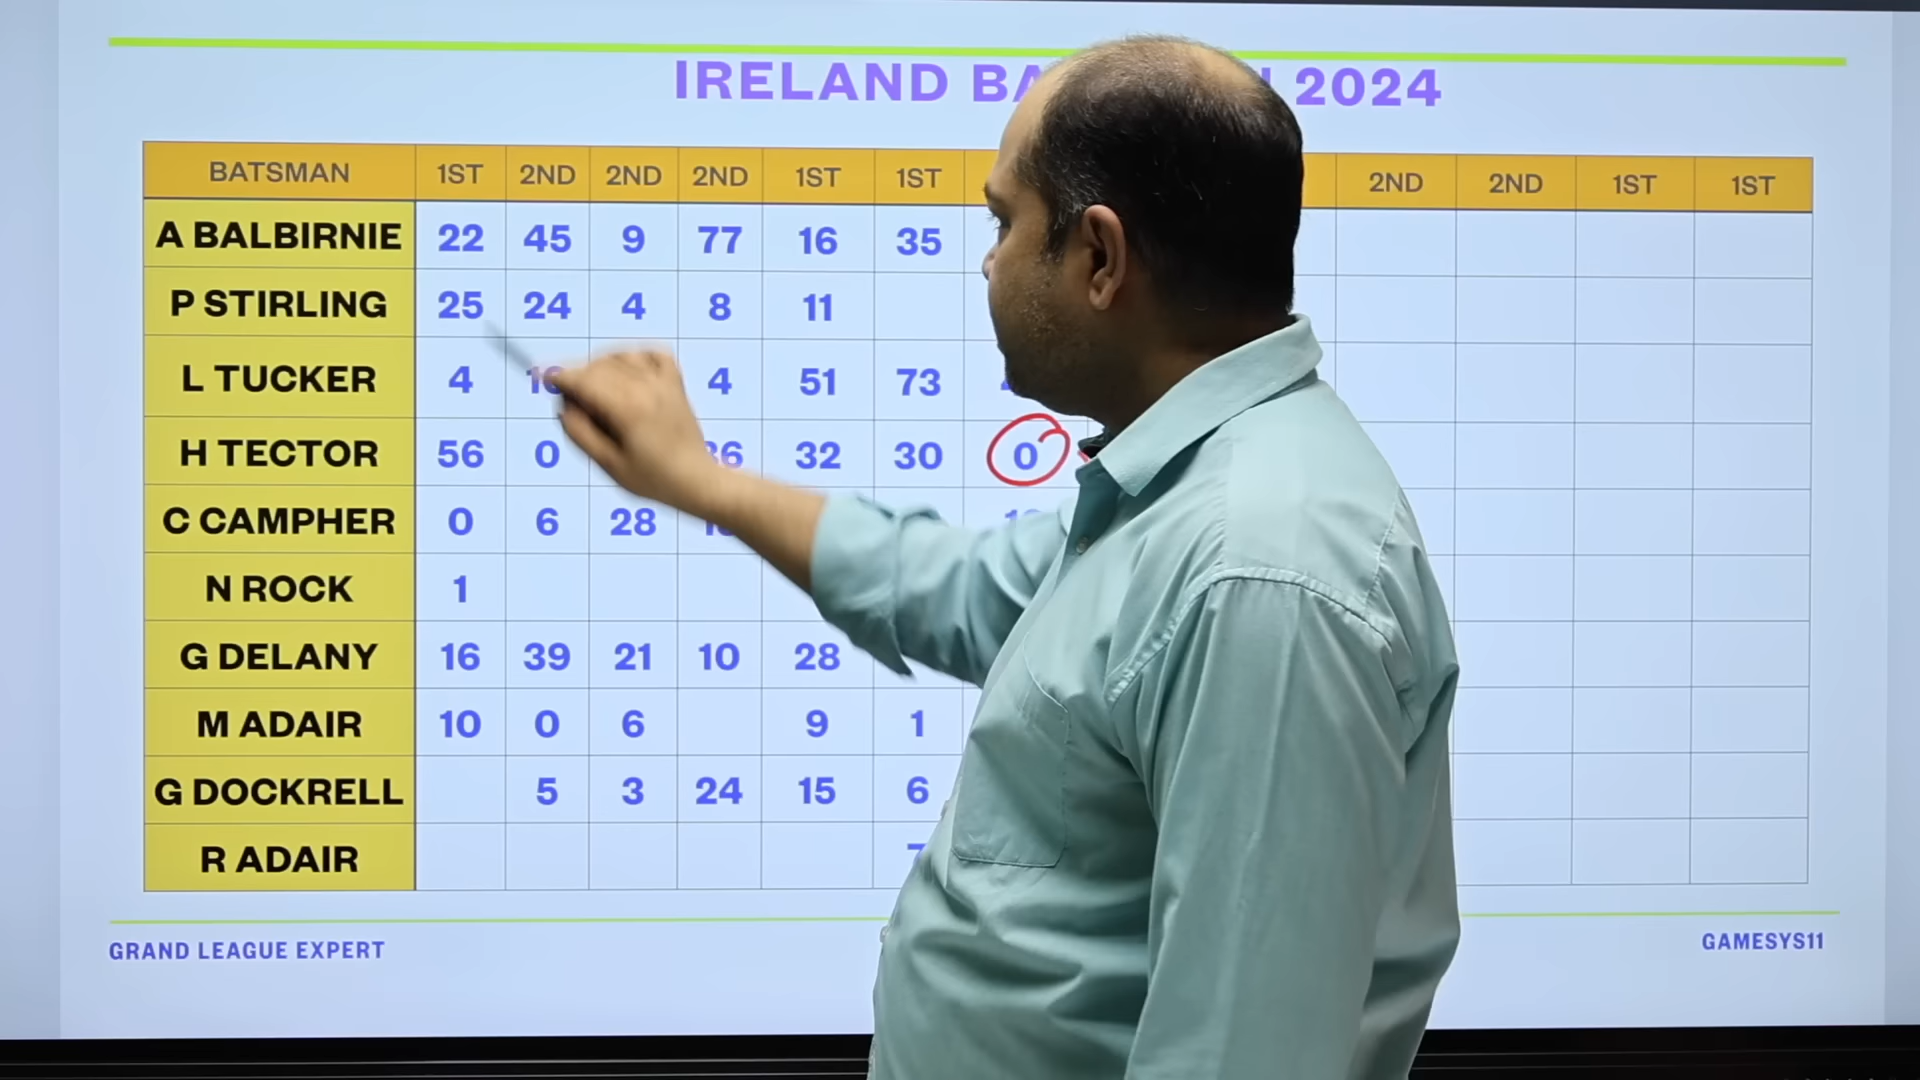 IRELAND BA 2024
BATSMAN 1ST 2ND 2ND 2ND 1ST 1ST 2ND 2ND 1ST 1ST
A BALBIRNIE 22 45 9 77 16 35
P STIRLING 25 24 4 8 11
L TUCKER 4 4 51 73
H TECTOR 56 0 32 30 0
C CAMPHER 0 6 28
N ROCK 1
G DELANY 16 39 21 10 28
M ADAIR 10 0 6 9 1
G DOCKRELL 5 3 24 15 6
R ADAIR
GRAND LEAGUE EXPERT
GAMESYS11